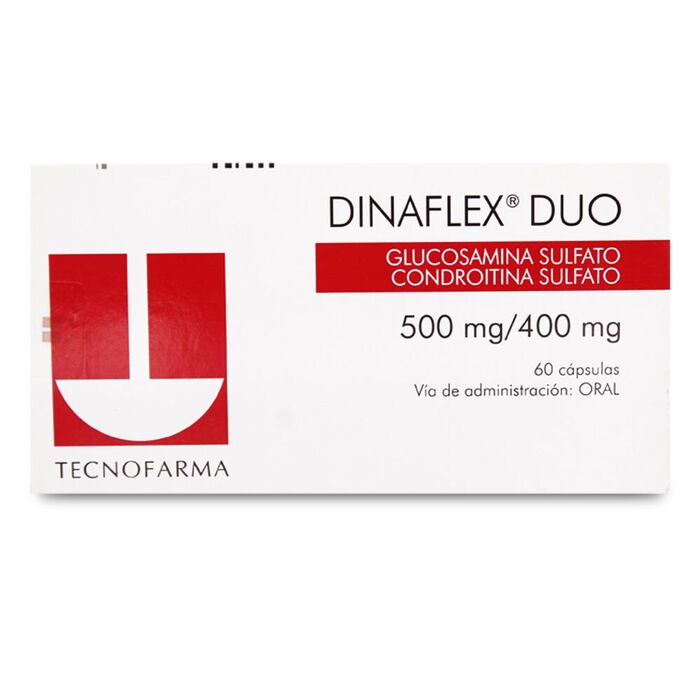 DINAFLEX® DUO
GLUCOSAMINA SULFATO
CONDROITINA SULFATO
500 mg/400 mg
60 cápsulas
Vía de administración: ORAL
TECNOFARMA